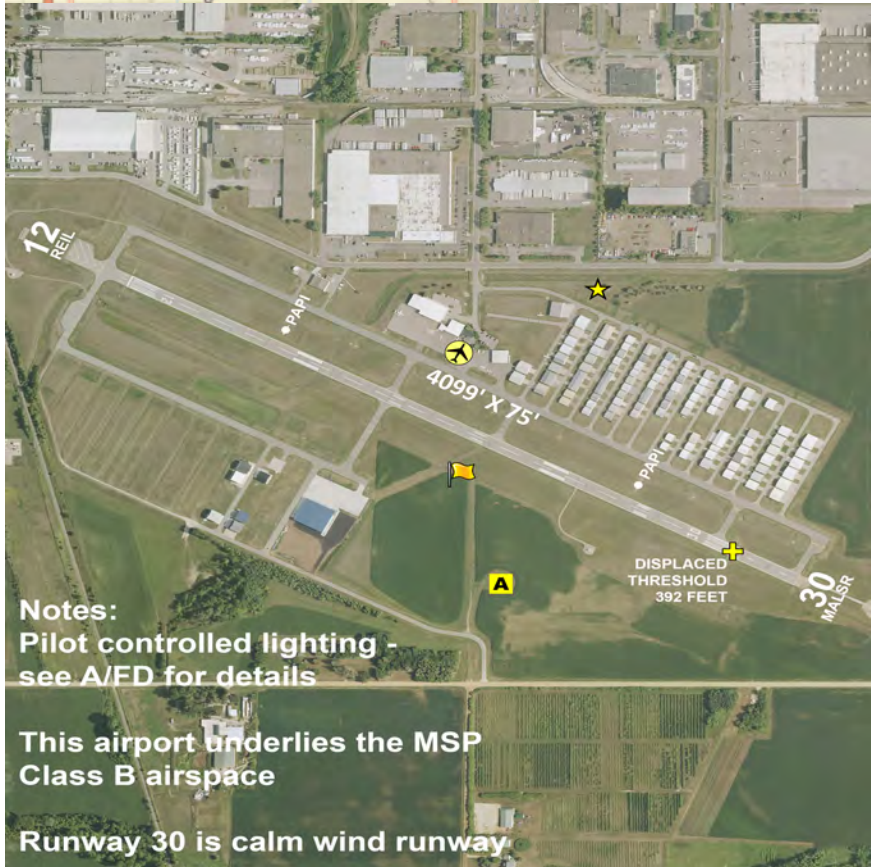 12
REIL
PAPI
4099' X 75'
PAPI
A
DISPLACED
THRESHOLD
392 FEET
30
MALSR
Notes:
Pilot controlled lighting -
see A/FD for details
This airport underlies the MSP
Class B airspace
Runway 30 is calm wind runway